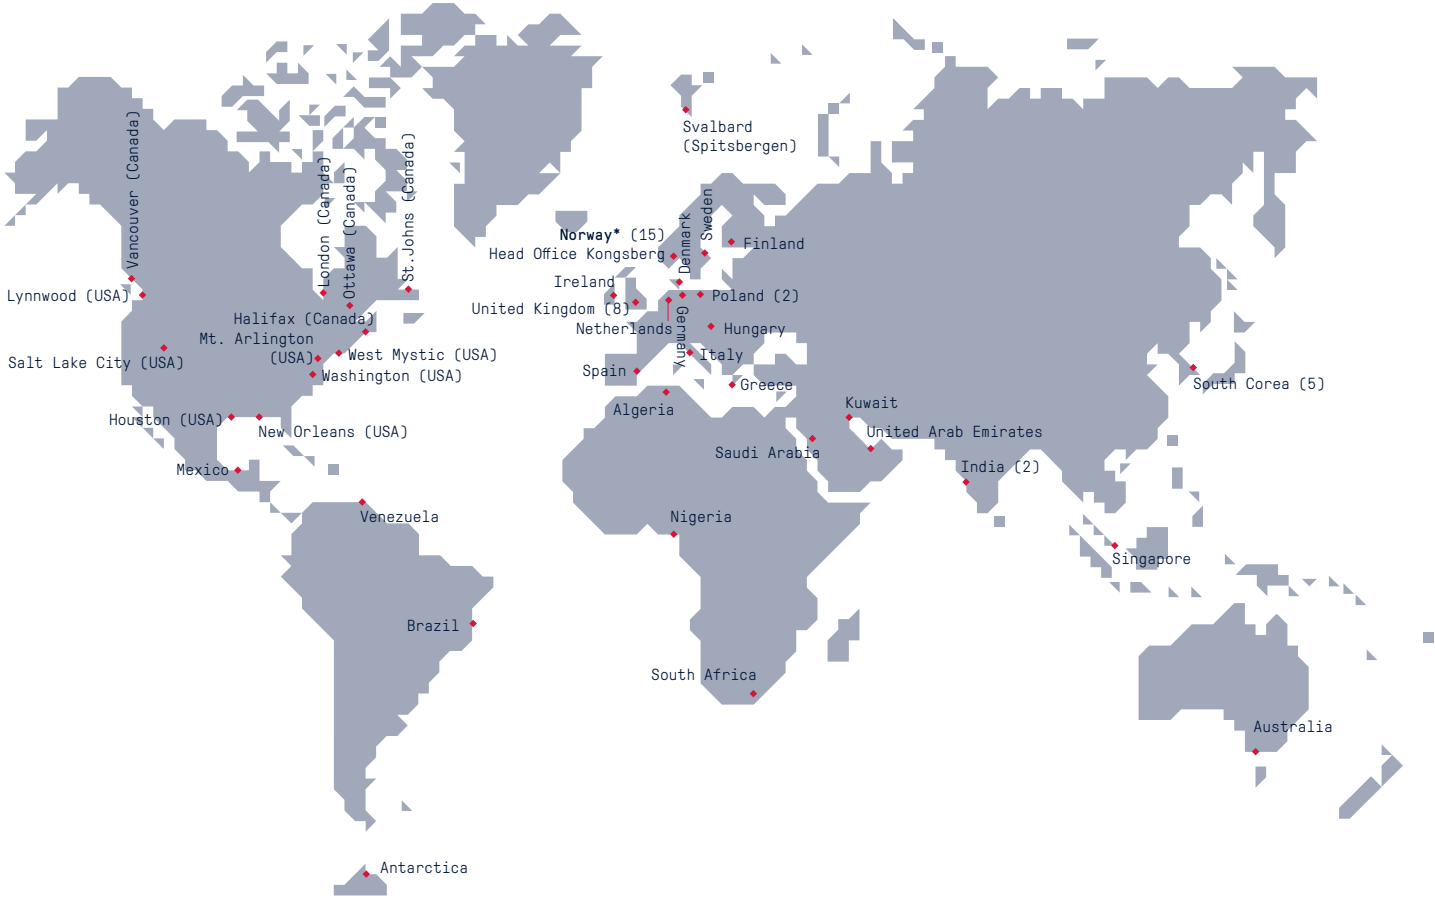 Svalbard
(Spitsbergen)
Vancouver (Canada)
London (Canada)
Ottawa (Canada)
St.Johns (Canada)
Norway* (15)
Head Office Kongsberg
Denmark
Sweden
Finland
Ireland
Lynnwood (USA)
United Kingdom (8)
Poland (2)
Halifax (Canada)
Netherlands
Germany
Hungary
Mt. Arlington
(USA)
West Mystic (USA)
Italy
Salt Lake City (USA)
Washington (USA)
Spain
Greece
South Corea (5)
Algeria
Kuwait
Houston (USA)
New Orleans (USA)
United Arab Emirates
Saudi Arabia
Mexico
India (2)
Venezuela
Nigeria
Singapore
Brazil
South Africa
Australia
Antarctica